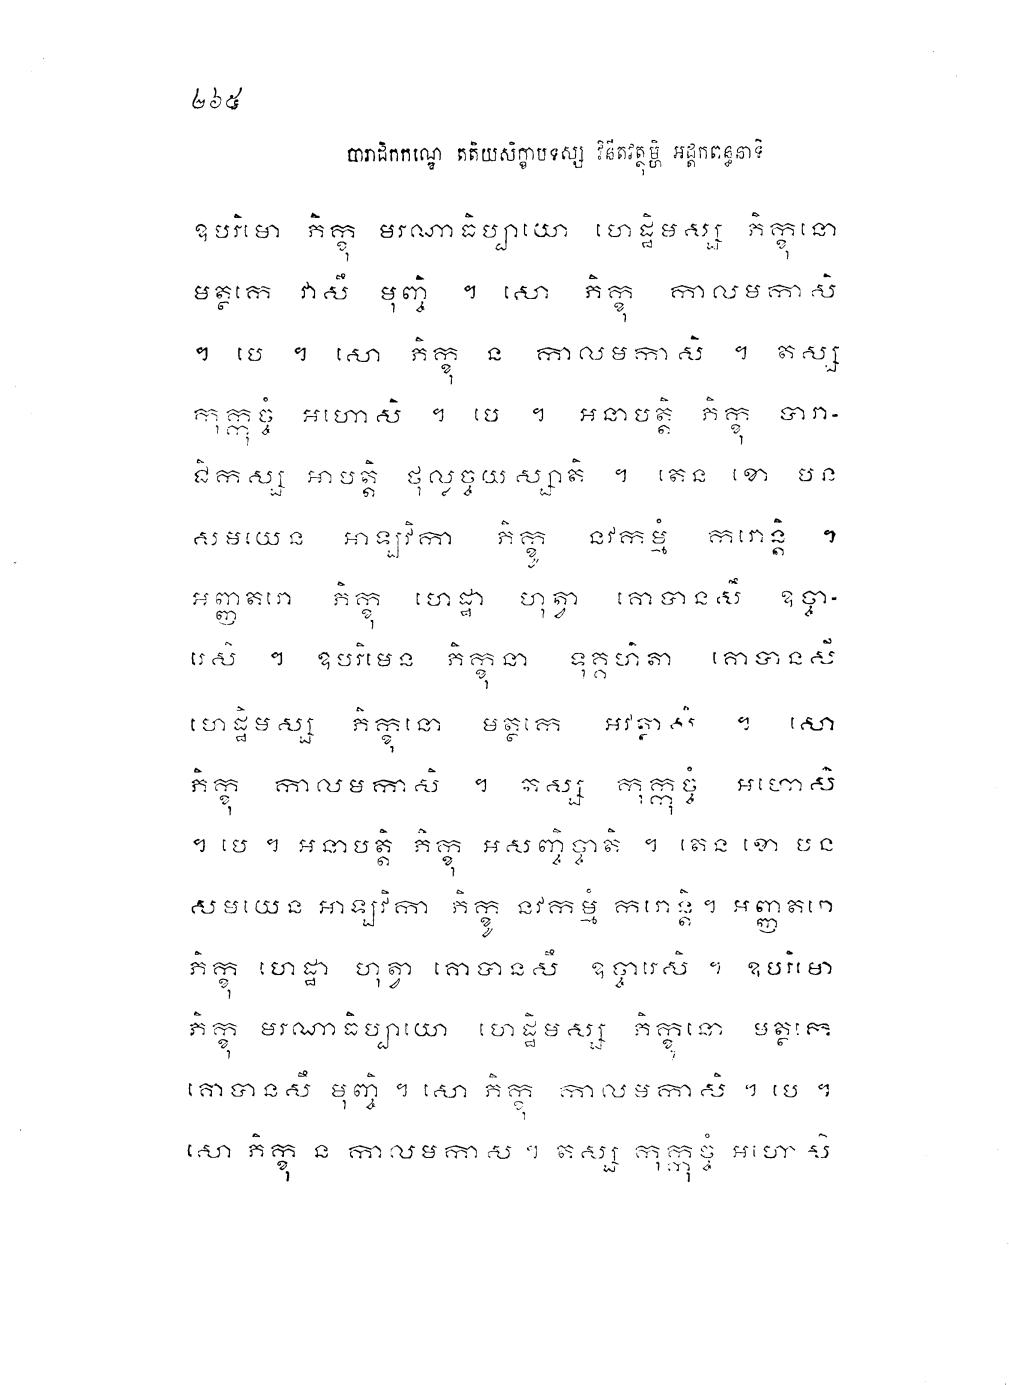 ២៦៥
បារាជិកកណ្ឌេ តតិយសិក្ខាបទស្ស វិនីតវត្ថុម្ហិ អដ្ដកពន្ធនាទិ
ឧបរិមោ ភិក្ខុ មរណាធិប្បាយោ ហេដ្ឋិមស្ស ភិក្ខុនោ
មត្ថកេ វាសឹ មុញ្ចិ ។ សោ ភិក្ខុ កាលមកាសិ
។ បេ ។ សោ ភិក្ខុ ន កាលមកាសិ ។ តស្ស
កុក្កុច្ចំ អហោសិ ។ បេ ។ អនាបត្តិ ភិក្ខុ បារា-
ជិកស្ស អាបត្តិ ថុល្លច្ចយស្សាតិ ។ តេន ខោ បន
សមយេន អាឡវិកា ភិក្ខូ នវកម្មំ ករោន្តិ ។
អញ្ញតរោ ភិក្ខុ ហេដ្ឋា ហុត្វា គោបានសឹ ឧច្ចា-
រេសិ ។ ឧបរិមេន ភិក្ខុនា ទុគ្គហិតា គោបានសី
ហេដ្ឋិមស្ស ភិក្ខុនោ មត្ថកេ អវត្ថាសិ ។ សោ
ភិក្ខុ កាលមកាសិ ។ តស្ស កុក្កុច្ចំ អហោសិ
។ បេ ។ អនាបត្តិ ភិក្ខុ អសញ្ចិច្ចាតិ ។ តេន ខោ បន
សមយេន អាឡវិកា ភិក្ខូ នវកម្មំ ករោន្តិ ។ អញ្ញតរោ
ភិក្ខុ ហេដ្ឋា ហុត្វា គោបានសឹ ឧច្ចារេសិ ។ ឧបរិមោ
ភិក្ខុ មរណាធិប្បាយោ ហេដ្ឋិមស្ស ភិក្ខុនោ មត្ថកេ
គោបានសឹ មុញ្ចិ ។ សោ ភិក្ខុ កាលមកាសិ ។ បេ ។
សោ ភិក្ខុ ន កាលមកាស ។ តស្ស កុក្កុច្ចំ អហោសិ